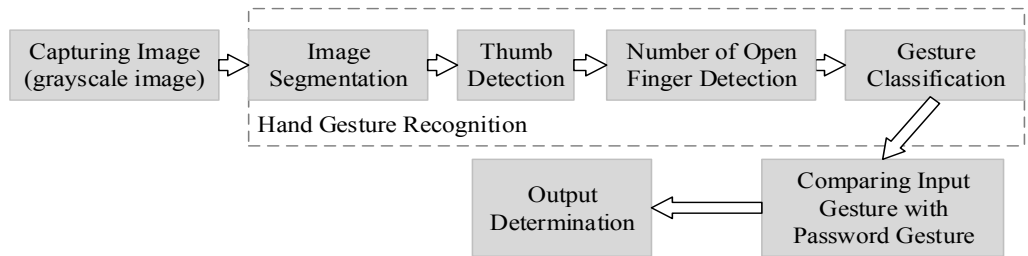 Capturing Image
(grayscale image)
Image
Segmentation
Thumb
Detection
Number of Open
Finger Detection
Gesture
Classification
Hand Gesture Recognition
Comparing Input
Gesture with
Password Gesture
Output
Determination